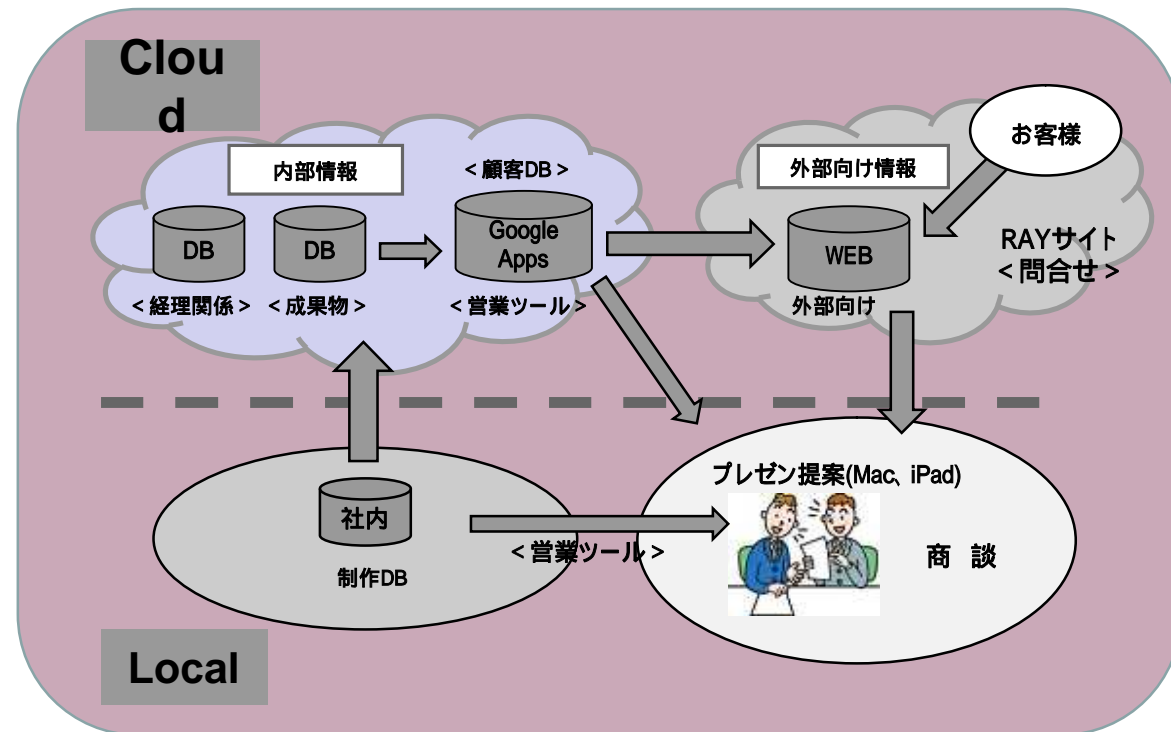 Clou
d
お客様
内部情報
< 顧客DB >
外部向け情報
DB
DB
Google
Apps
WEB
RAYサイト
< 問合せ >
< 経理関係 >
< 成果物 >
< 営業ツール >
外部向け
プレゼン提案(Mac、iPad)
社内
< 営業ツール >
商 談
制作DB
Local